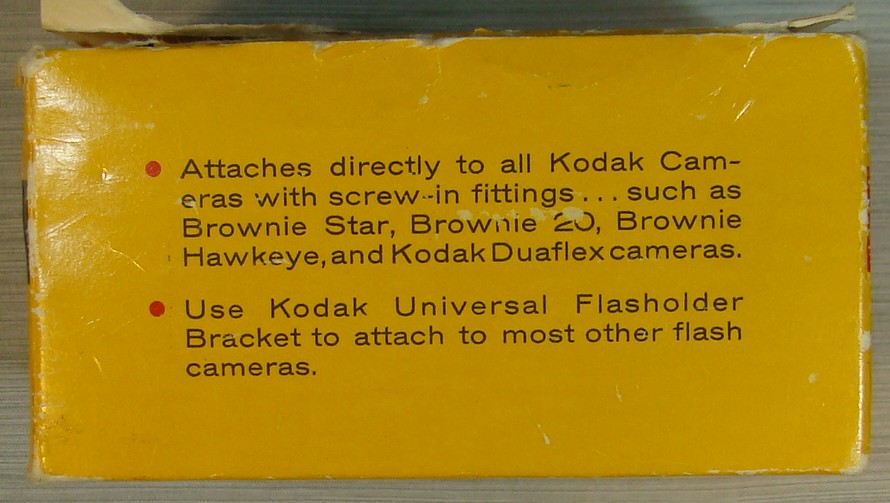 Attaches directly to all Kodak Cam-
eras with screw-in fittings... such as
Brownie Star, Brownie 20, Brownie
Hawkeye, and Kodak Duaflex cameras.
Use Kodak Universal Flasholder
Bracket to attach to most other flash
cameras.